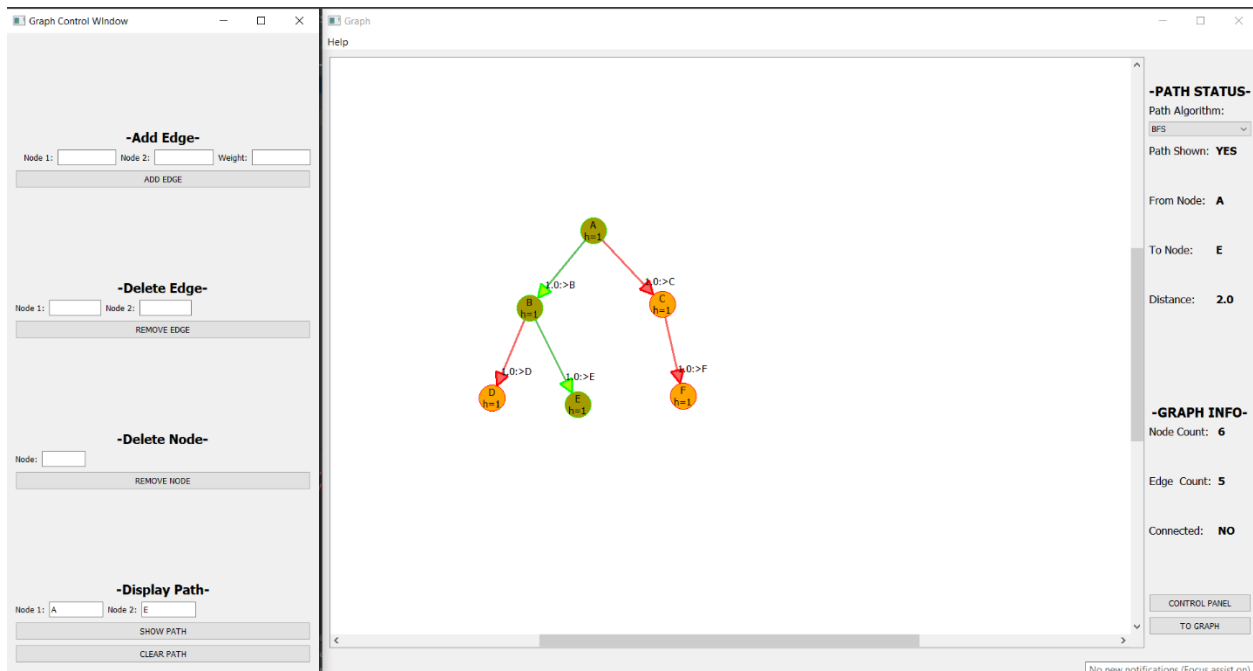 Graph Control WIndow
-Add Edge-
Node 1: Node 2: Weight:
ADD EDGE
-Delete Edge-
Node 1: Node 2:
REMOVE EDGE
-Delete Node-
Node:
REMOVE NODE
-Display Path-
Node 1: A Node 2: E
SHOW PATH
CLEAR PATH
Graph
Help
A
h=1
1.0:>B
1.0:>C
B
h=1
C
h=1
1.0:>D
1.0:>E
1.0:>F
D
h=1
E
h=1
F
h=1
-PATH STATUS-
Path Algorithm:
BFS
Path Shown: YES
From Node: A
To Node: E
Distance: 2.0
-GRAPH INFO-
Node Count: 6
Edge Count: 5
Connected: NO
CONTROL PANEL
TO GRAPH
No new notifications (Focus assist on)